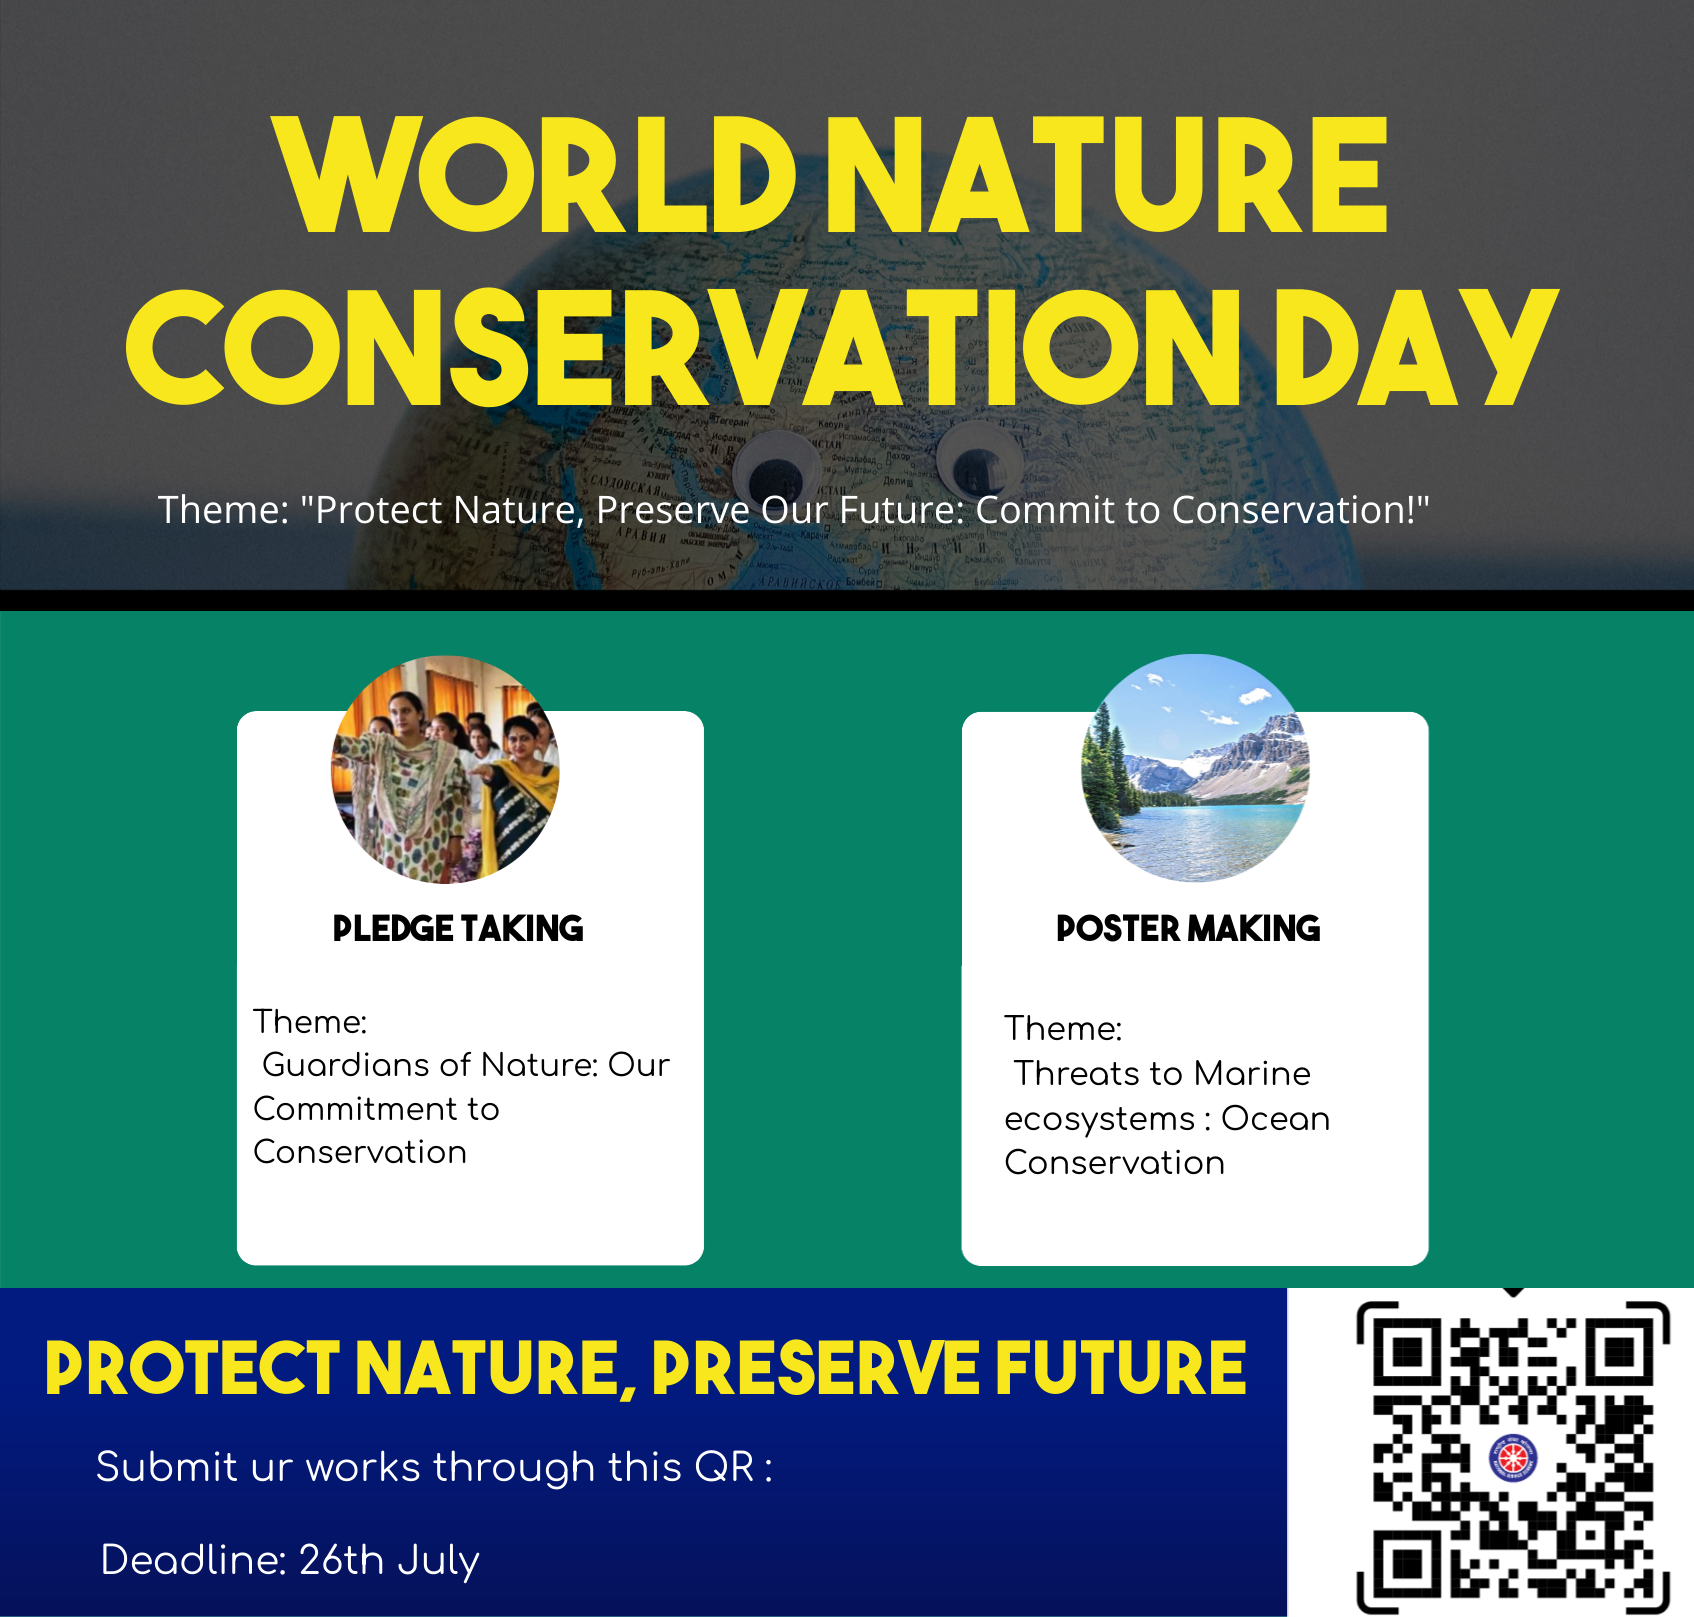 WORLD NATURE
CONSERVATION DAY
Theme: "Protect Nature, Preserve Our Future: Commit to Conservation!"
PLEDGE TAKING
Theme:
Guardians of Nature: Our
Commitment to
Conservation
POSTER MAKING
Theme:
Threats to Marine
ecosystems : Ocean
Conservation
PROTECT NATURE, PRESERVE FUTURE
Submit ur works through this QR :
Deadline: 26th July